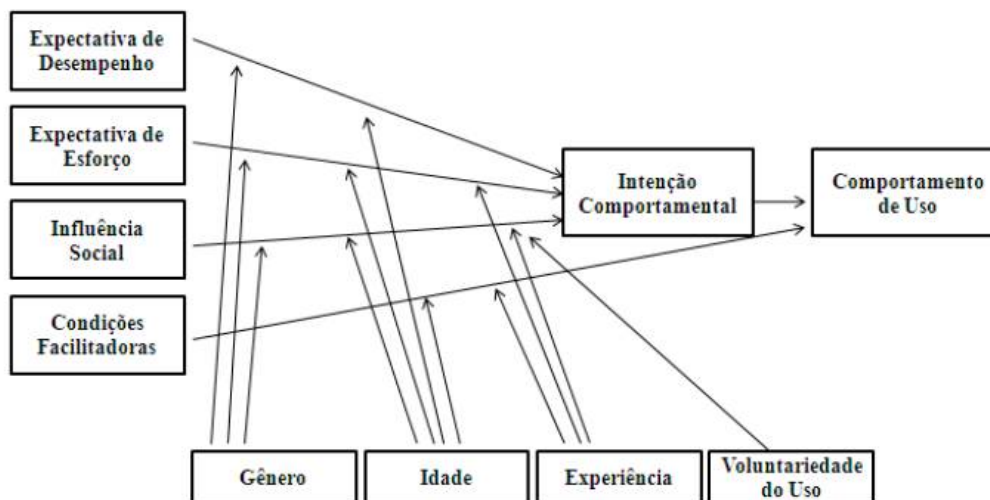 Expectativa de
Desempenho
Expectativa de
Esforço
Influência
Social
Condições
Facilitadoras
Intenção
Comportamental
Comportamento
de Uso
Gênero
Idade
Experiência
Voluntariedade
do Uso